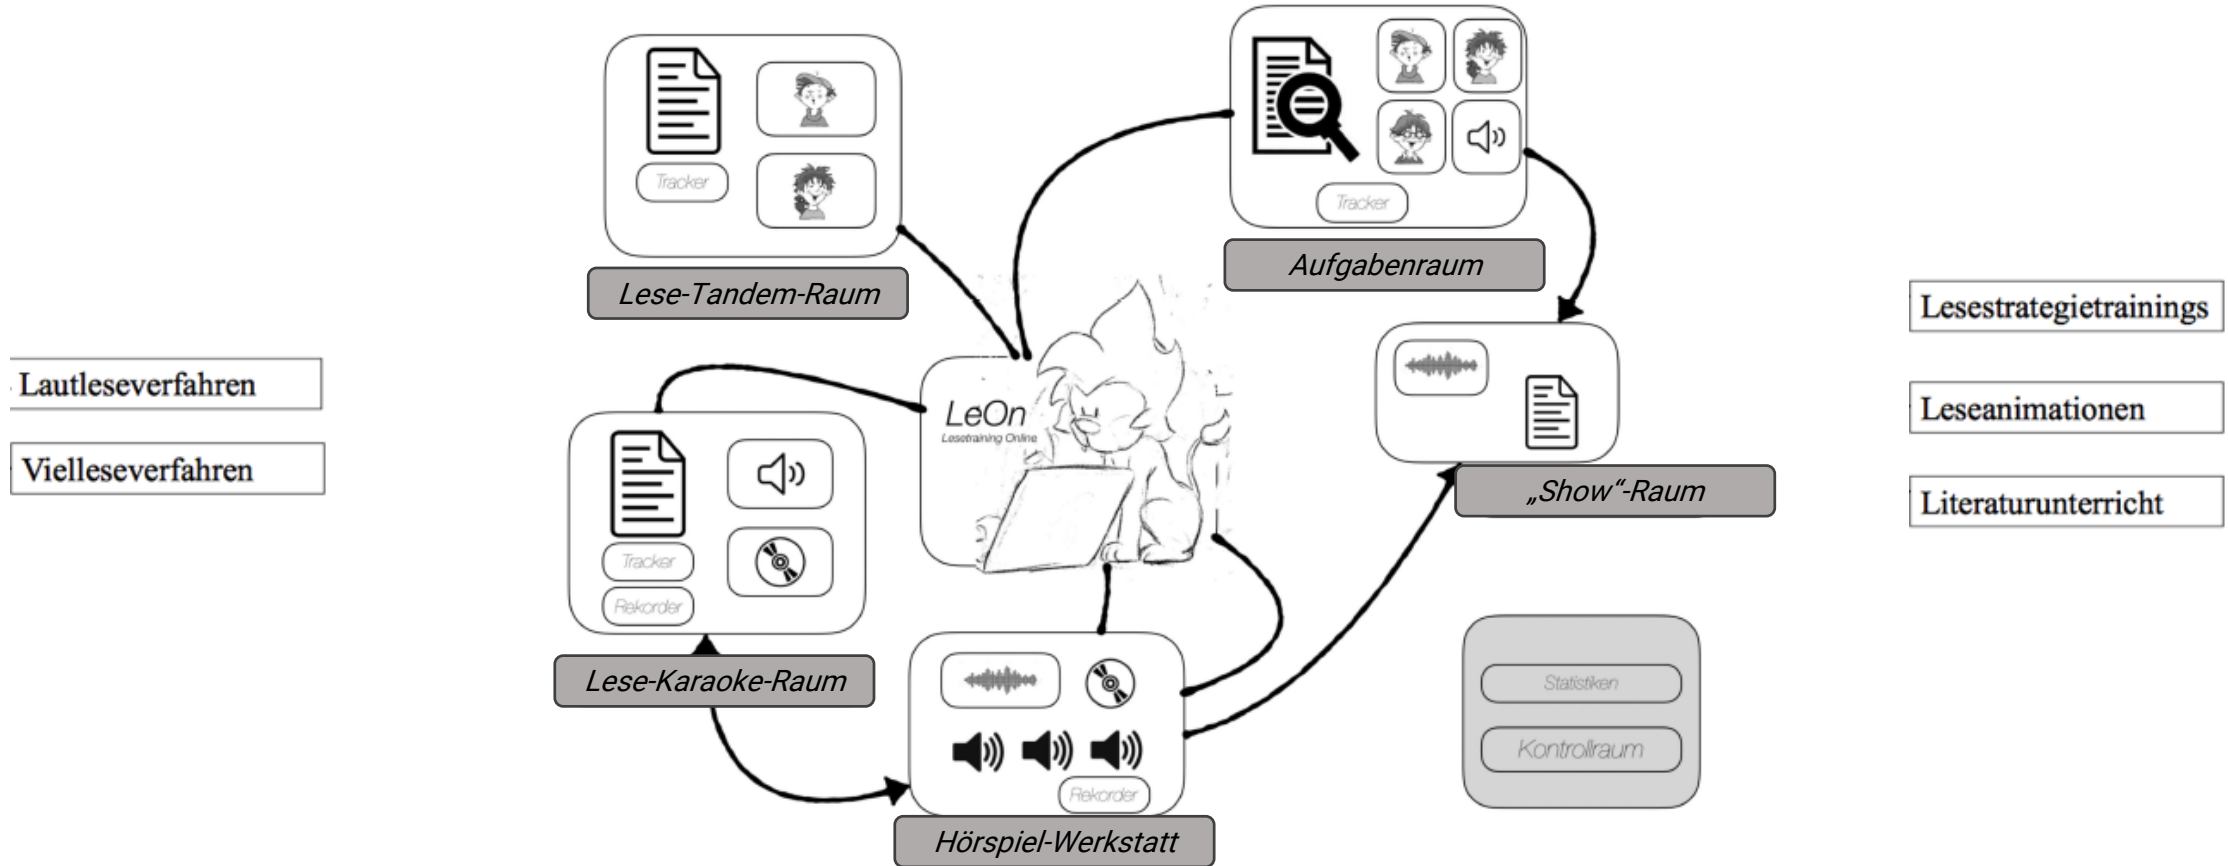 Lautleseverfahren
Vielleseverfahren
Tracker
Lese-Tandem-Raum
Tracker
Aufgabenraum
LeOn
Lesetraining Online
Tracker
Rekorder
Lese-Karaoke-Raum
Rekorder
Hörspiel-Werkstatt
„Show“-Raum
Statistiken
Kontrollraum
Lesestrategietrainings
Leseanimationen
Literaturunterricht